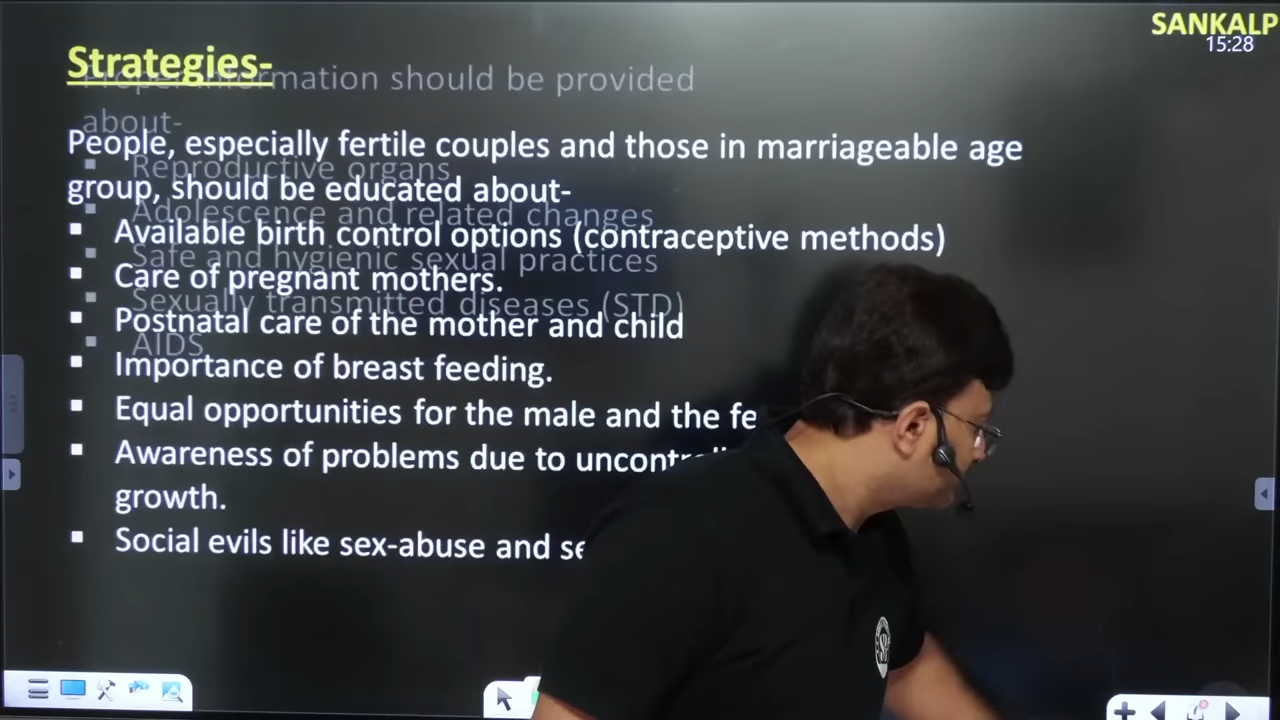 SANKALP
15:28
Strategies-
People, especially fertile couples and those in marriageable age
group, should be educated about-
▪ Available birth control options (contraceptive methods)
▪ Care of pregnant mothers.
▪ Postnatal care of the mother and child
▪ Importance of breast feeding.
▪ Equal opportunities for the male and the
▪ Awareness of problems due to
growth.
▪ Social evils like sex-abuse and
information should be provided
about-
▪ Reproductive organs
▪ Adolescence and related changes
▪ Safe and hygienic sexual practices
▪ Sexually transmitted diseases (STD)
▪ AIDS